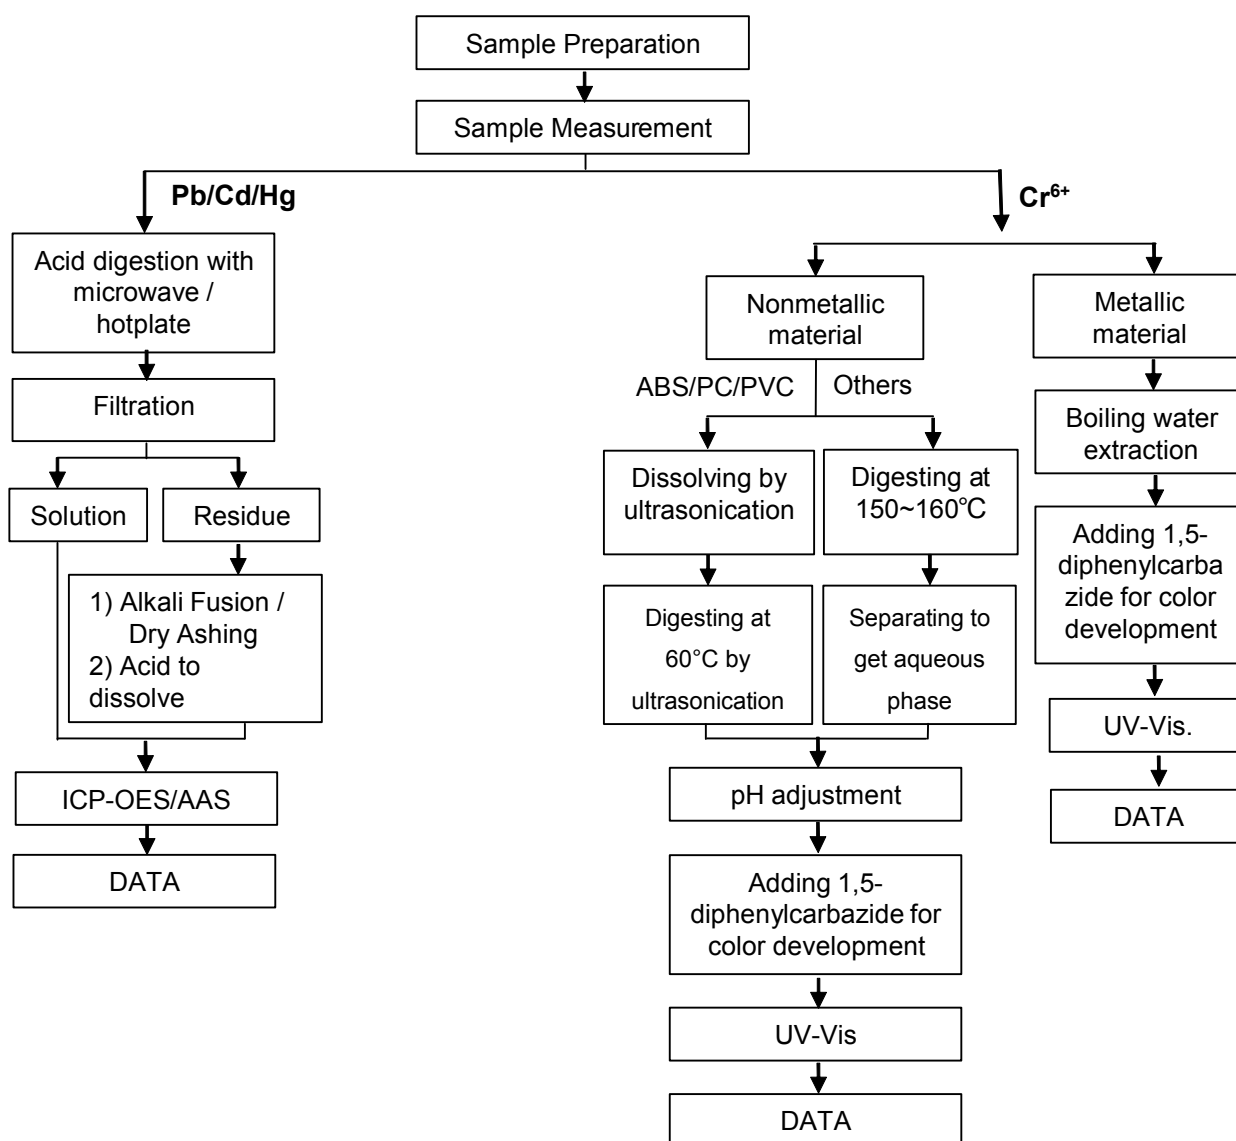 Sample Preparation
Sample Measurement
Pb/Cd/Hg
Acid digestion with
microwave /
hotplate
Filtration
Solution
Residue
1) Alkali Fusion /
Dry Ashing
2) Acid to
dissolve
ICP-OES/AAS
DATA
Cr⁶⁺
Nonmetallic
material
ABS/PC/PVC
Others
Dissolving by
ultrasonication
Digesting at
150~160℃
Digesting at
60°C by
ultrasonication
Separating to
get aqueous
phase
pH adjustment
Adding 1,5-
diphenylcarbazide for
color development
UV-Vis
DATA
Metallic
material
Boiling water
extraction
Adding 1,5-
diphenylcarba
zide for color
development
UV-Vis.
DATA